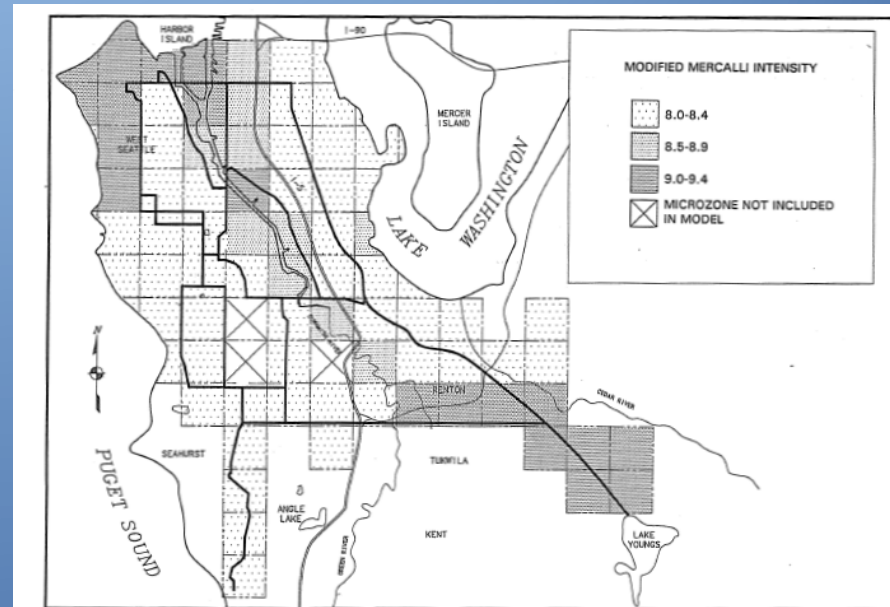 HARBOR
ISLAND
I-90
MODIFIED MERCALLI INTENSITY
8.0-8.4
8.5-8.9
9.0-9.4
MICROZONE NOT INCLUDED
IN MODEL
MERCER
ISLAND
WEST
SEATTLE
I-5
LAKE
WASHINGTON
N
RENTON
CEDAR RIVER
SEAHURST
TUKWILA
PUGET SOUND
ANGLE
LAKE
GREEN RIVER
KENT
LAKE
YOUNGS